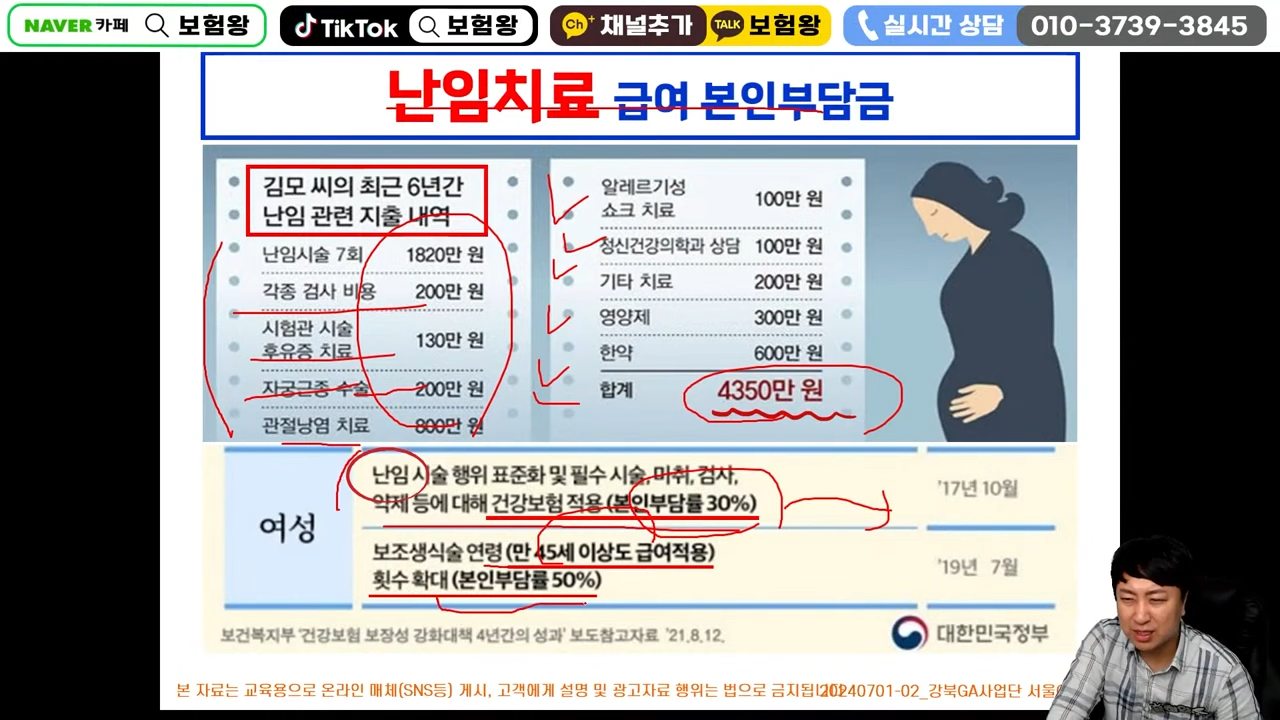 NAVER 카페 보험왕 TikTok 보험왕 Ch+ 채널추가 TALK 보험왕 실시간 상담 010-3739-3845
난임치료 급여 본인부담금
김모 씨의 최근 6년간
난임 관련 지출 내역
난임시술 7회 1820만 원
각종 검사 비용 200만 원
시험관 시술
후유증 치료 130만 원
자궁근종 수술 200만 원
관절낭염 치료 800만 원
알레르기성
쇼크 치료 100만 원
정신건강의학과 상담 100만 원
기타 치료 200만 원
영양제 300만 원
한약 600만 원
합계 4350만 원
여성
난임 시술 행위 표준화 및 필수 시술, 마취, 검사,
약제 등에 대해 건강보험 적용 (본인부담률 30%)
'17년 10월
보조생식술 연령 (만 45세 이상도 급여적용)
횟수 확대 (본인부담률 50%)
'19년 7월
보건복지부 '건강보험 보장성 강화대책 4년간의 성과' 보도참고자료 '21.8.12.
대한민국정부
본 자료는 교육용으로 온라인 매체(SNS등) 게시, 고객에게 설명 및 광고자료 행위는 법으로 금지됩니다. 20240701-02_강북GA사업단 서울